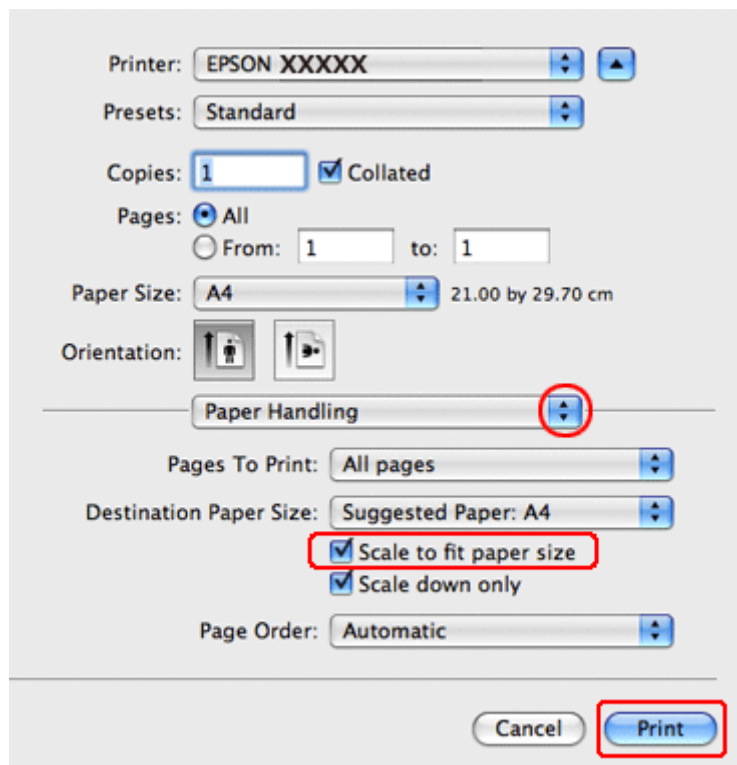 Printer: EPSON XXXXX
Presets: Standard
Copies: 1 Collated
Pages: All
From: 1 to: 1
Paper Size: A4 21.00 by 29.70 cm
Orientation:
Paper Handling
Pages To Print: All pages
Destination Paper Size: Suggested Paper: A4
Scale to fit paper size
Scale down only
Page Order: Automatic
Cancel Print